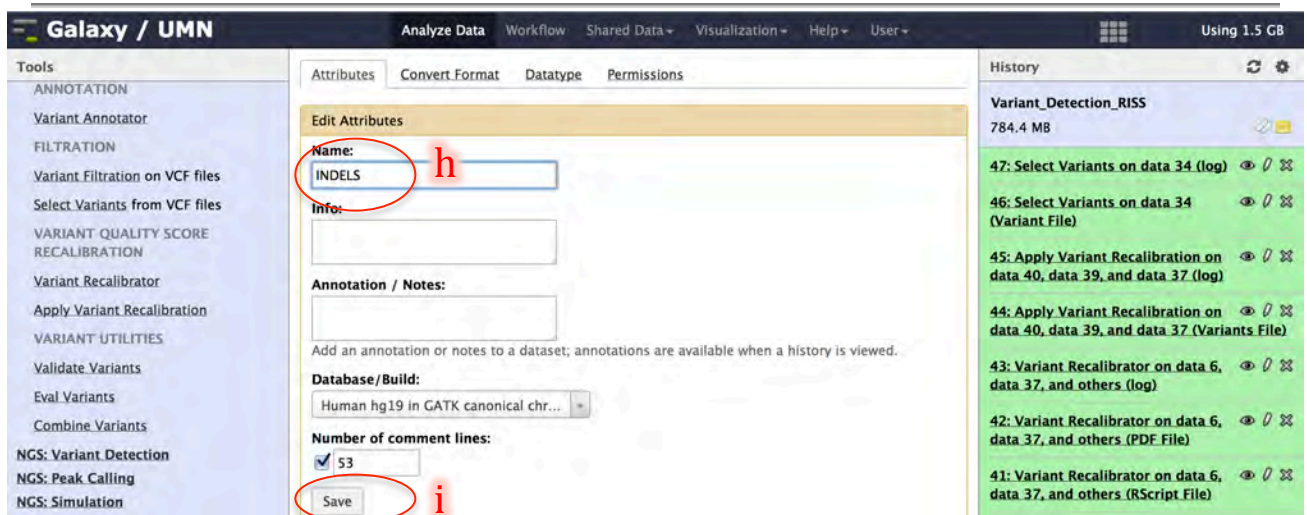 Galaxy / UMN
Analyze Data Workflow Shared Data Visualization Help User
Using 1.5 GB
Tools
ANNOTATION
Variant Annotator
FILTRATION
Variant Filtration on VCF files
Select Variants from VCF files
VARIANT QUALITY SCORE
RECALIBRATION
Variant Recalibrator
Apply Variant Recalibration
VARIANT UTILITIES
Validate Variants
Eval Variants
Combine Variants
NGS: Variant Detection
NGS: Peak Calling
NGS: Simulation
Attributes Convert Format Datatype Permissions
Edit Attributes
Name:
INDELS
h
Info:
Annotation / Notes:
Add an annotation or notes to a dataset; annotations are available when a history is viewed.
Database/Build:
Human hg19 in GATK canonical chr...
Number of comment lines:
53
Save
i
History
Variant_Detection_RISS
784.4 MB
47: Select Variants on data 34 (log)
46: Select Variants on data 34
(Variant File)
45: Apply Variant Recalibration on
data 40, data 39, and data 37 (log)
44: Apply Variant Recalibration on
data 40, data 39, and data 37 (Variants File)
43: Variant Recalibrator on data 6,
data 37, and others (log)
42: Variant Recalibrator on data 6,
data 37, and others (PDF File)
41: Variant Recalibrator on data 6,
data 37, and others (RScript File)